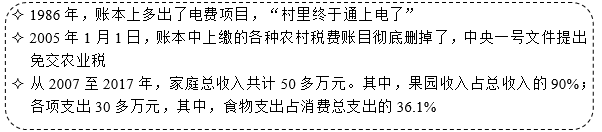 ✧ 1986 年，账本上多出了电费项目，“村里终于通上电了”
✧ 2005 年 1 月 1 日，账本中上缴的各种农村税费账目彻底删掉了，中央一号文件提出
免交农业税
✧ 从 2007 至 2017 年，家庭总收入共计 50 多万元。其中，果园收入占总收入的 90%；
各项支出 30 多万元，其中，食物支出占消费总支出的 36.1%